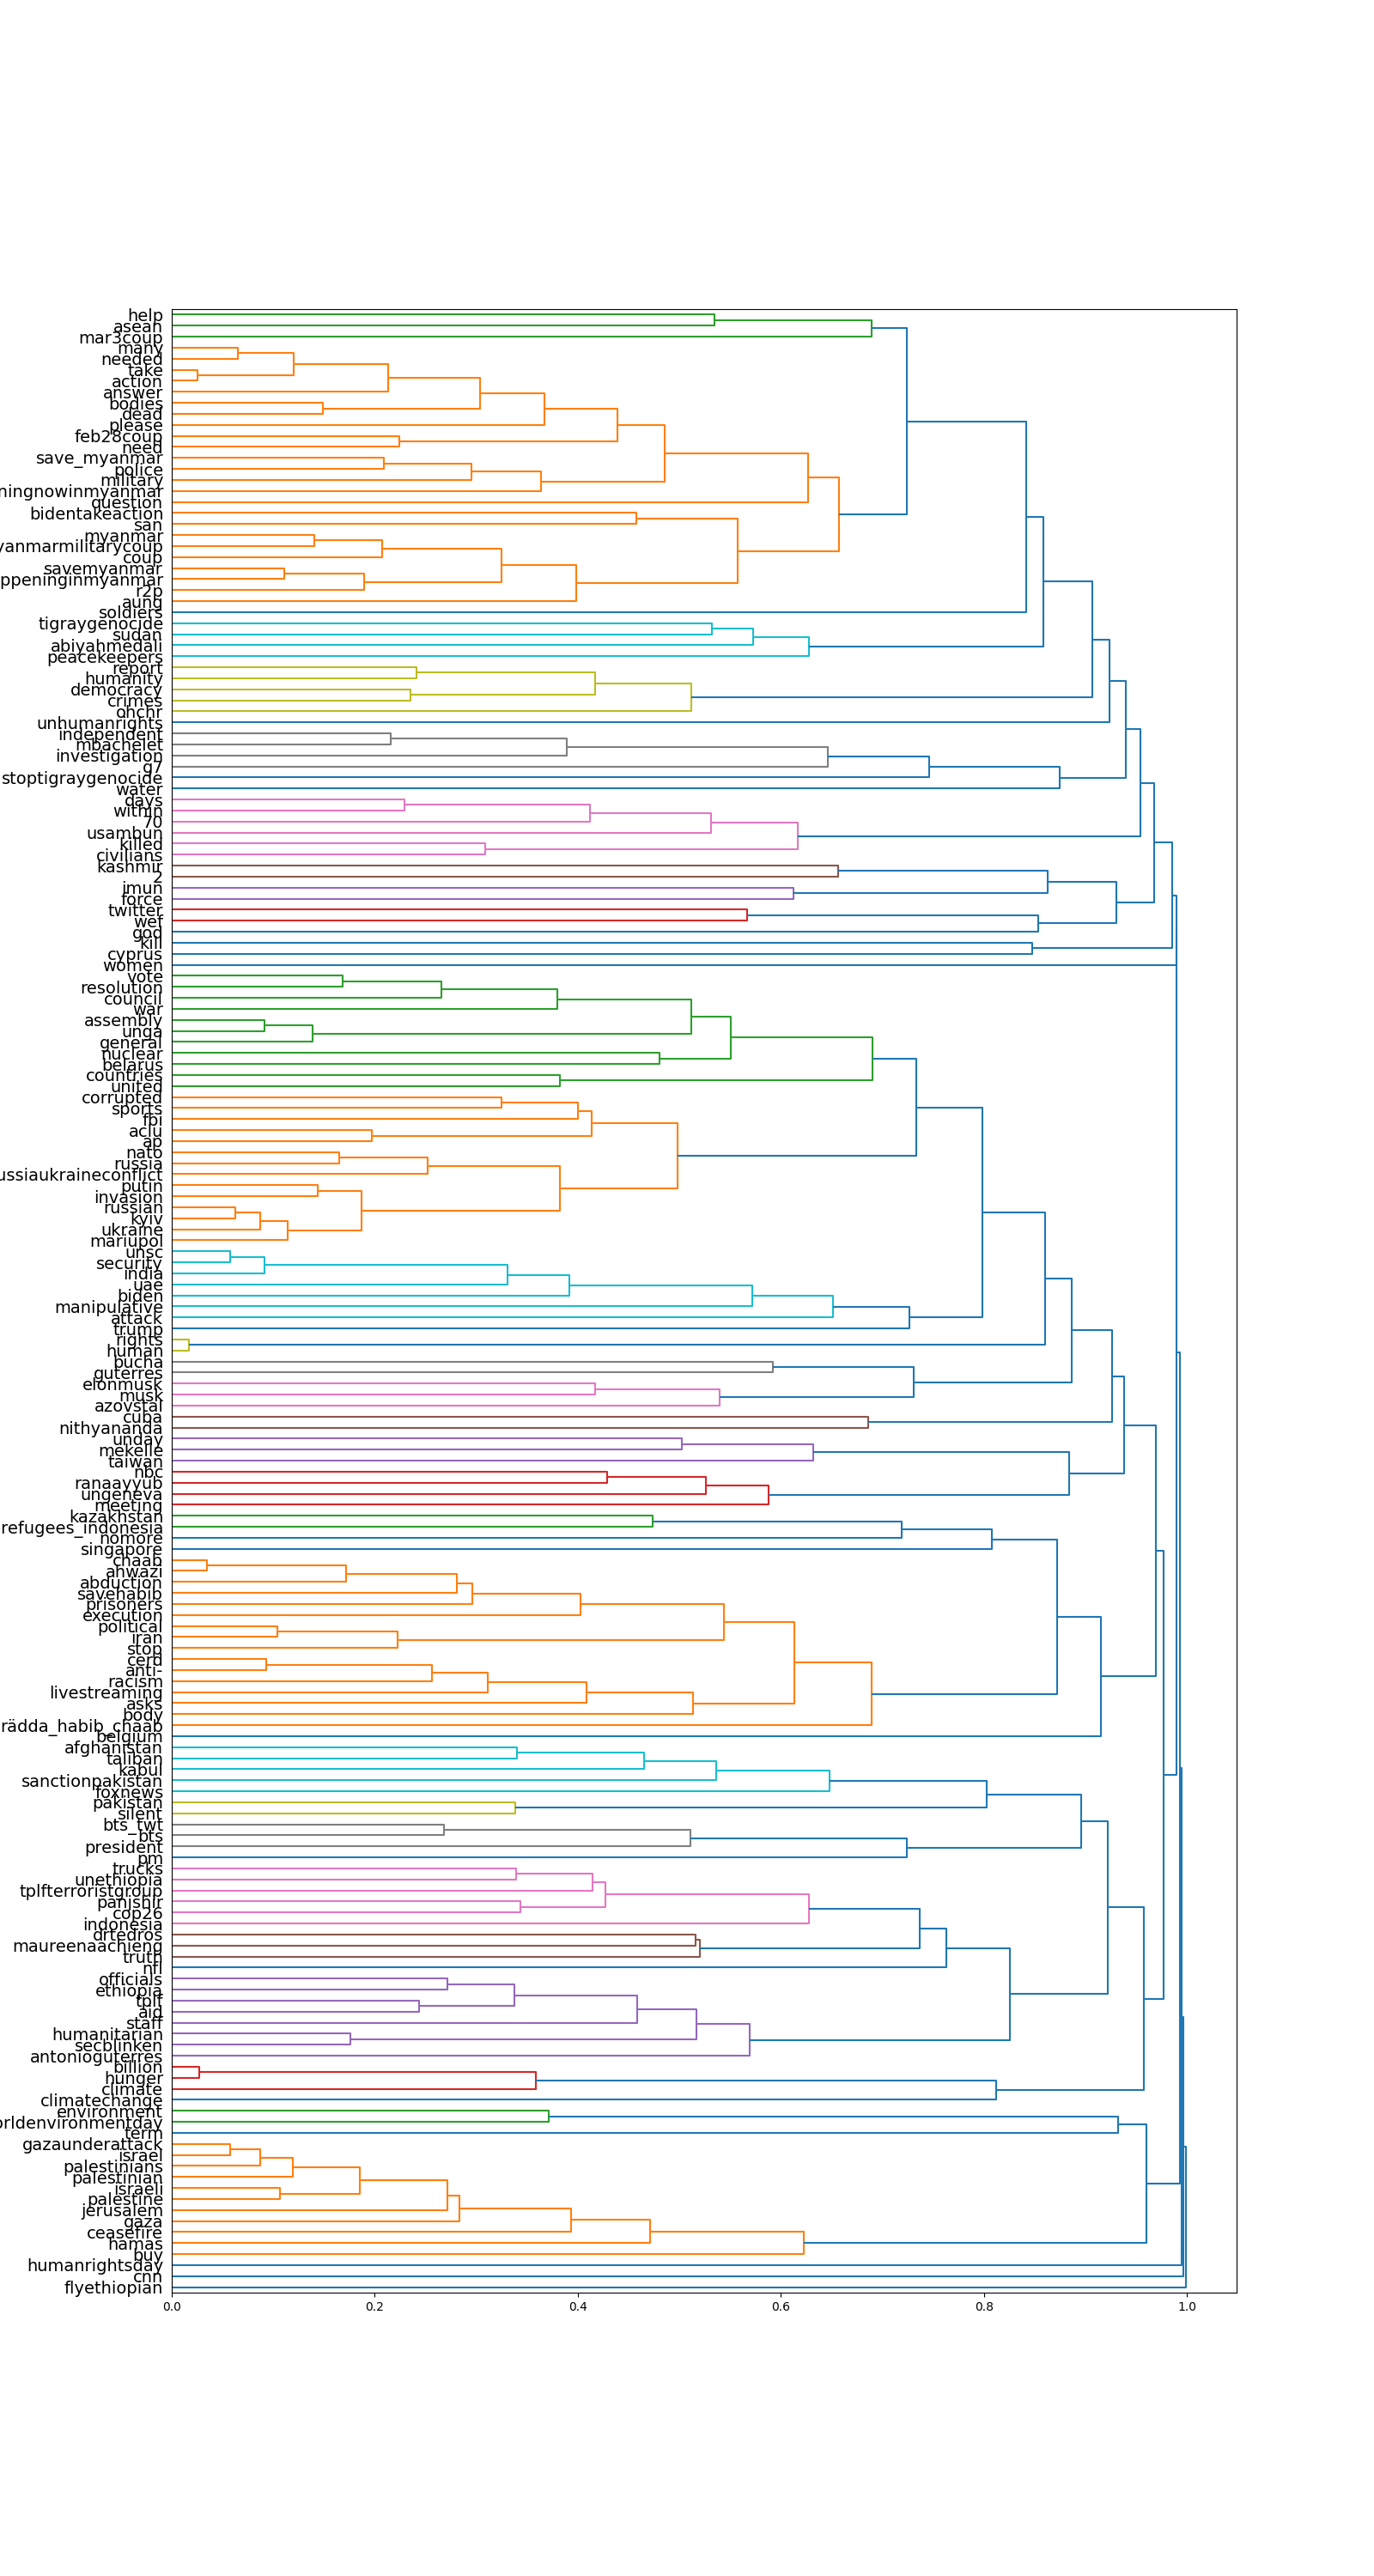 help
asean
mar3coup
many
needed
take
action
answer
bodies
dead
please
feb28coup
need
save_myanmar
police
military
ningnowinmyanmar
question
bidentakeaction
san
myanmar
yanmarmilitarycoup
coup
savemyanmar
ppeninginmyanmar
r2p
aung
soldiers
tigraygenocide
sudan
abiyahmedali
peacekeepers
report
humanity
democracy
crimes
ohchr
unhumanrights
independent
mbachelet
investigation
g7
stoptigraygenocide
water
days
within
70
usambun
killed
civilians
kashmir
2
imun
force
twitter
wef
god
kill
cyprus
women
vote
resolution
council
war
assembly
unga
general
nuclear
belarus
countries
united
corrupted
sports
fbi
aclu
ap
nato
russia
ussiaukraineconflict
putin
invasion
russian
kyiv
ukraine
mariupol
unsc
security
india
uae
biden
manipulative
attack
trump
rights
human
bucha
guterres
elonmusk
musk
azovstal
cuba
nithyananda
unday
mekelle
taiwan
nbc
ranaayyub
ungeneva
meeting
kazakhstan
refugees_indonesia
nomore
singapore
chaab
ahwazi
abduction
savehabib
prisoners
execution
political
iran
stop
cerd
anti-
racism
livestreaming
asks
body
rädda_habib_chaab
belgium
afghanistan
taliban
kabul
sanctionpakistan
foxnews
pakistan
silent
bts_twt
_bts
president
pm
trucks
unethiopia
tplfterroristgroup
panjshir
cop26
indonesia
drtedros
maureenaachieng
truth
nfl
officials
ethiopia
tplf
aid
staff
humanitarian
secblinken
antonioguterres
billion
hunger
climate
climatechange
environment
orldenvironmentday
term
gazaunderattack
israel
palestinians
palestinian
israeli
palestine
jerusalem
gaza
ceasefire
hamas
buy
humanrightsday
cnn
flyethiopian
0.0 0.2 0.4 0.6 0.8 1.0